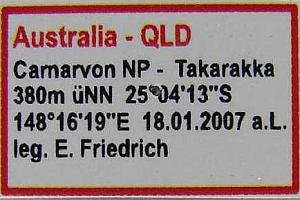 Australia - QLD
Carnarvon NP - Takarakka
380m üNN 25°04'13"S
148°16'19"E 18.01.2007 a.L.
leg. E. Friedrich